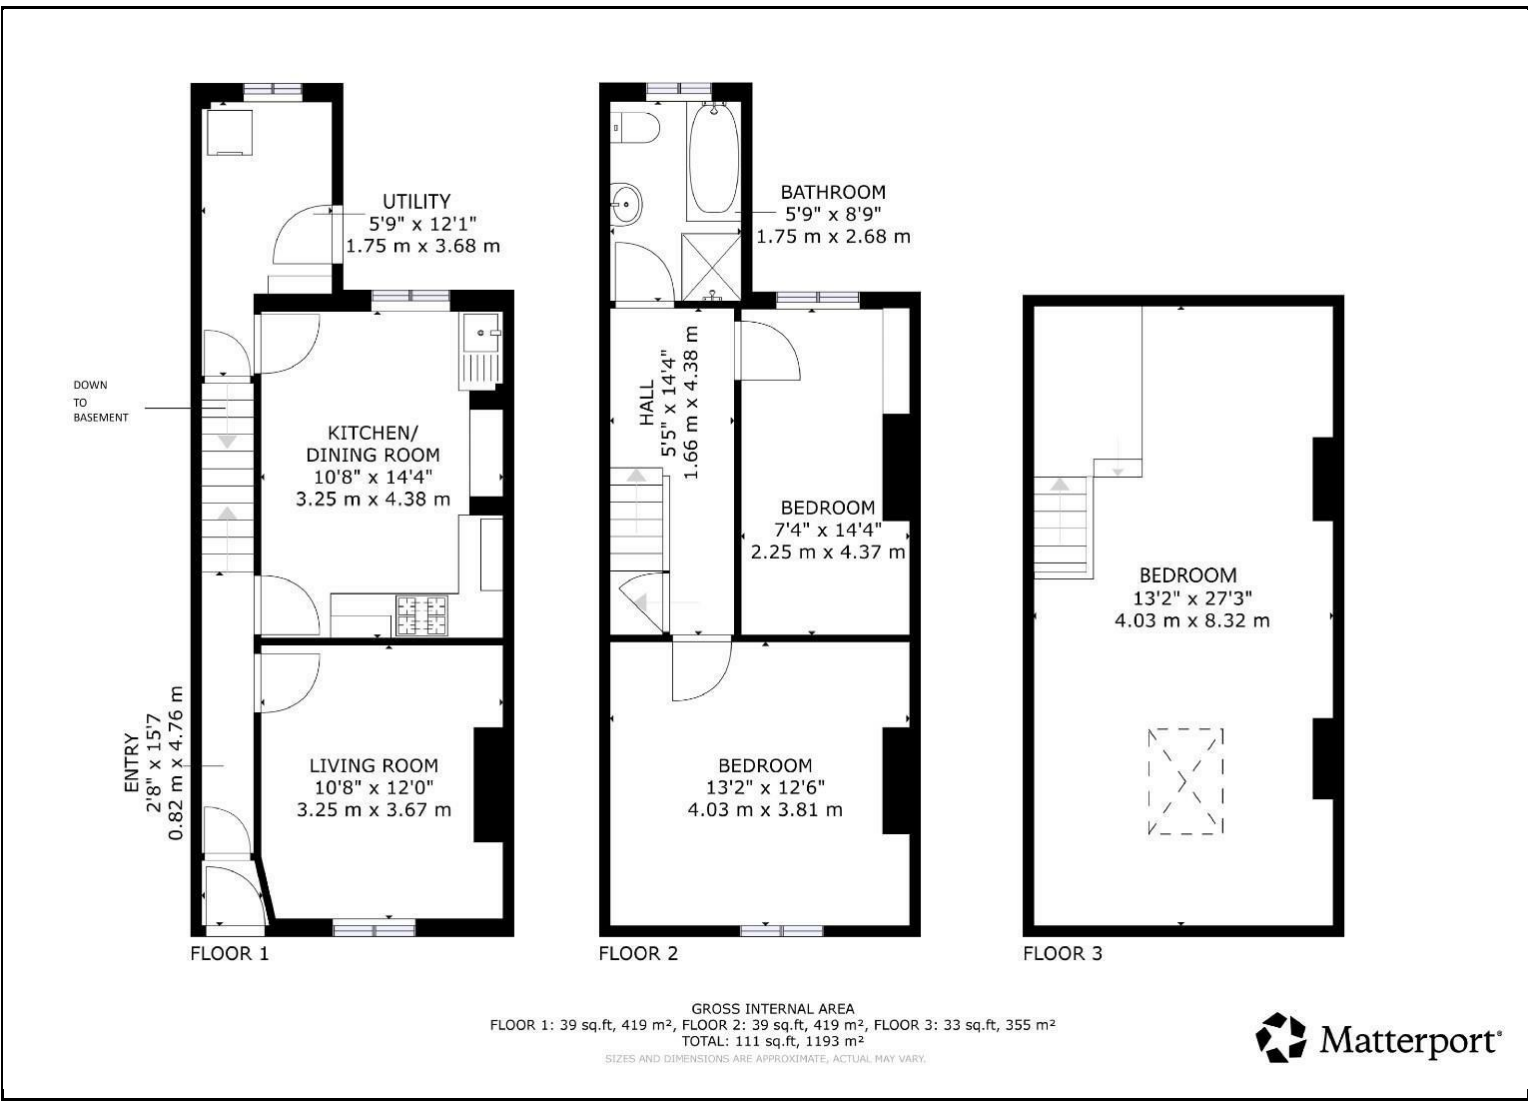 UTILITY
5'9" x 12'1"
1.75 m x 3.68 m
DOWN
TO
BASEMENT
KITCHEN/
DINING ROOM
10'8" x 14'4"
3.25 m x 4.38 m
ENTRY
2'8" x 15'7
0.82 m x 4.76 m
LIVING ROOM
10'8" x 12'0"
3.25 m x 3.67 m
FLOOR 1
BATHROOM
5'9" x 8'9"
1.75 m x 2.68 m
HALL
5'5" x 14'4"
1.66 m x 4.38 m
BEDROOM
7'4" x 14'4"
2.25 m x 4.37 m
BEDROOM
13'2" x 12'6"
4.03 m x 3.81 m
FLOOR 2
BEDROOM
13'2" x 27'3"
4.03 m x 8.32 m
FLOOR 3
GROSS INTERNAL AREA
FLOOR 1: 39 sq.ft, 419 m², FLOOR 2: 39 sq.ft, 419 m², FLOOR 3: 33 sq.ft, 355 m²
TOTAL: 111 sq.ft, 1193 m²
SIZES AND DIMENSIONS ARE APPROXIMATE, ACTUAL MAY VARY.
Matterport®